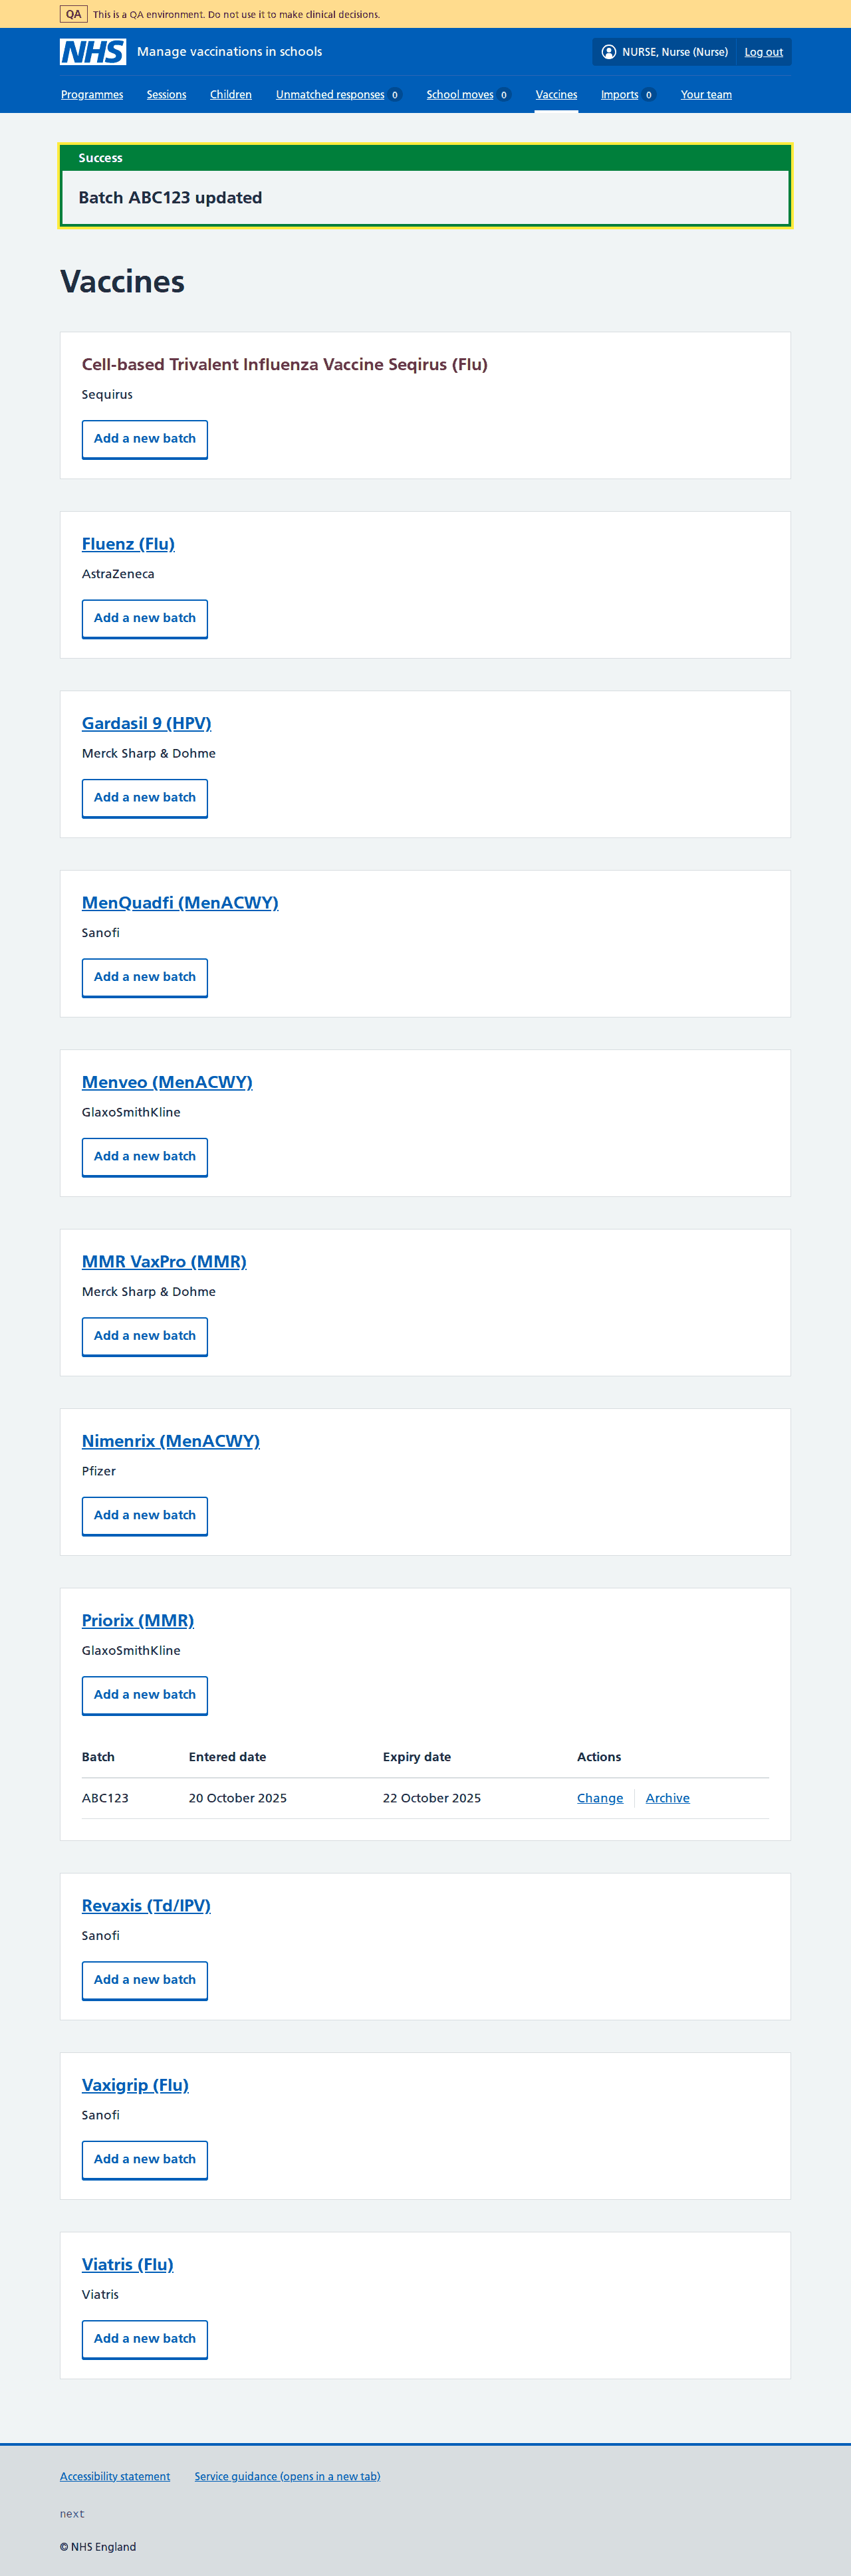 QA This is a QA environment. Do not use it to make clinical decisions.
NHS Manage vaccinations in schools NURSE, Nurse (Nurse) Log out
Programmes Sessions Children Unmatched responses 0 School moves 0 Vaccines Imports 0 Your team
Success
Batch ABC123 updated
Vaccines
Cell-based Trivalent Influenza Vaccine Seqirus (Flu)
Sequirus
Add a new batch
Fluenz (Flu)
AstraZeneca
Add a new batch
Gardasil 9 (HPV)
Merck Sharp & Dohme
Add a new batch
MenQuadfi (MenACWY)
Sanofi
Add a new batch
Menveo (MenACWY)
GlaxoSmithKline
Add a new batch
MMR VaxPro (MMR)
Merck Sharp & Dohme
Add a new batch
Nimenrix (MenACWY)
Pfizer
Add a new batch
Priorix (MMR)
GlaxoSmithKline
Add a new batch
Batch Entered date Expiry date Actions
ABC123 20 October 2025 22 October 2025 Change Archive
Revaxis (Td/IPV)
Sanofi
Add a new batch
Vaxigrip (Flu)
Sanofi
Add a new batch
Viatris (Flu)
Viatris
Add a new batch
Accessibility statement Service guidance (opens in a new tab)
next
© NHS England